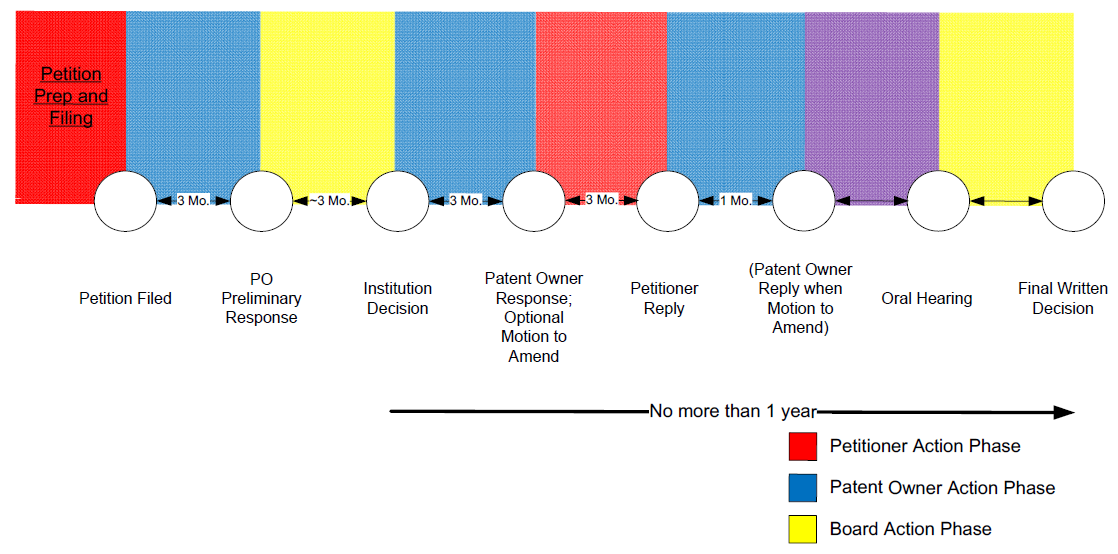 Petition
Prep and
Filing
3 Mo.
~3 Mo.
3 Mo.
3 Mo.
1 Mo.
Petition Filed
PO
Preliminary
Response
Institution
Decision
Patent Owner
Response;
Optional
Motion to
Amend
Petitioner
Reply
(Patent Owner
Reply when
Motion to
Amend)
Oral Hearing
Final Written
Decision
No more than 1 year
Petitioner Action Phase
Patent Owner Action Phase
Board Action Phase